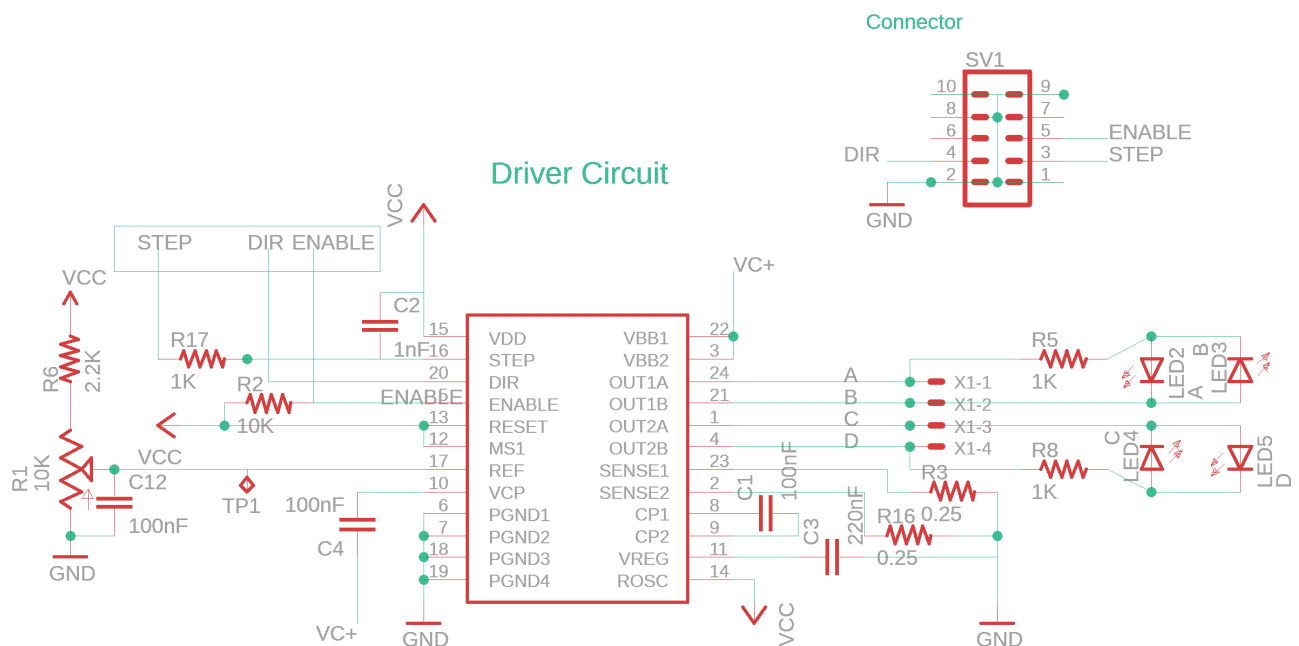 Connector
SV1
10 9
8 7
6 5 ENABLE
DIR 4 3 STEP
2 1
GND
Driver Circuit
VCC
STEP DIR ENABLE
VC+
VCC
C2
1nF
R17
1K
R6
2.2K
R2
10K
ENABLE
15 VDD VBB1 22
16 STEP VBB2 3
20 DIR OUT1A 24
5 ENABLE OUT1B 21
13 RESET OUT2A 1
12 MS1 OUT2B 4
17 REF SENSE1 23
10 VCP SENSE2 2
6 PGND1 CP1 8
7 PGND2 CP2 9
18 PGND3 VREG 11
19 PGND4 ROSC 14
A X1-1
B X1-2
C X1-3
D X1-4
R5
1K
LED2
A
B
LED3
C
LED4
LED5
D
R8
1K
R1
10K
VCC
C12
100nF
TP1
100nF
C4
C1
100nF
C3
220nF
R3
0.25
R16
0.25
GND
VC+
GND
VCC
GND